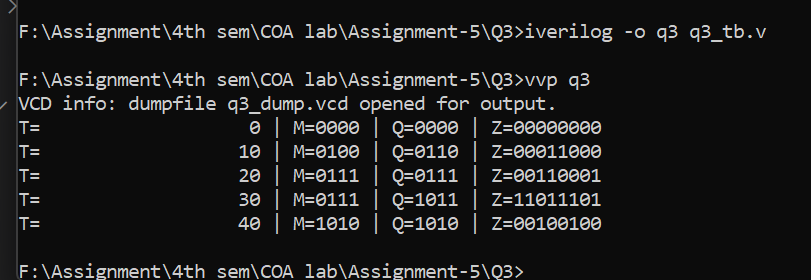 F:\Assignment\4th sem\COA lab\Assignment-5\Q3>iverilog -o q3 q3_tb.v
F:\Assignment\4th sem\COA lab\Assignment-5\Q3>vvp q3
VCD info: dumpfile q3_dump.vcd opened for output.
T=                   0 | M=0000 | Q=0000 | Z=00000000
T=                  10 | M=0100 | Q=0110 | Z=00011000
T=                  20 | M=0111 | Q=0111 | Z=00110001
T=                  30 | M=0111 | Q=1011 | Z=11011101
T=                  40 | M=1010 | Q=1010 | Z=00100100
F:\Assignment\4th sem\COA lab\Assignment-5\Q3>